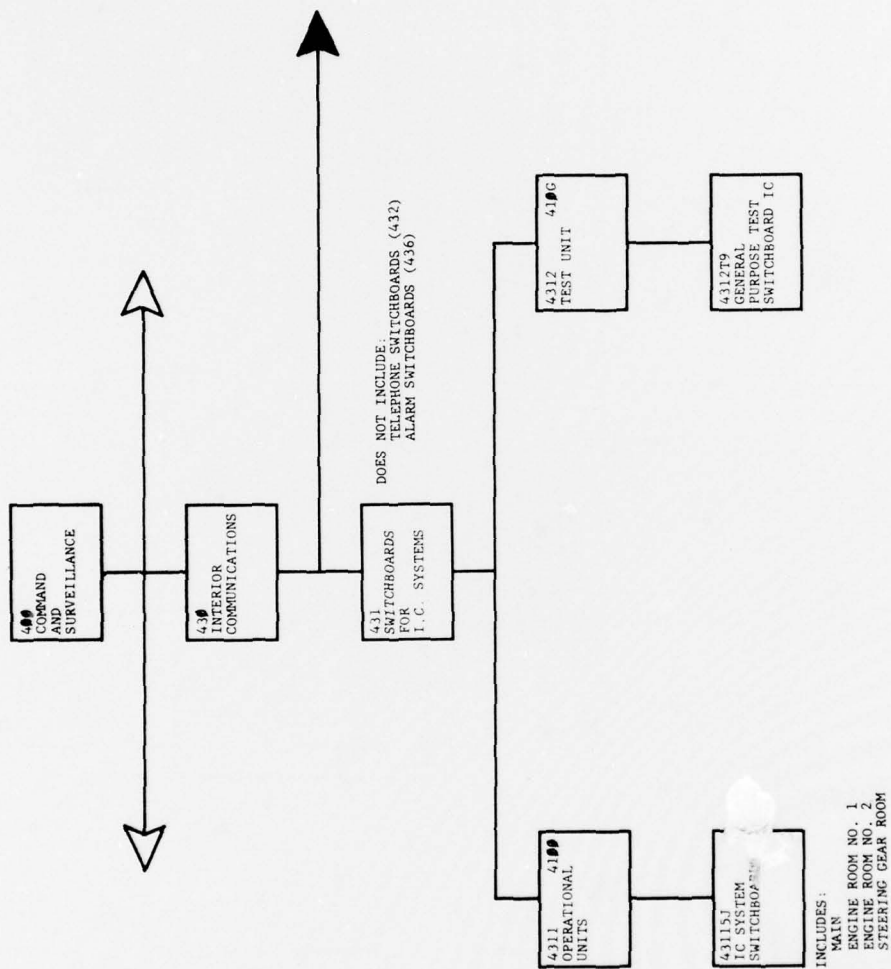 400
COMMAND
AND
SURVEILLANCE
430
INTERIOR
COMMUNICATIONS
431
SWITCHBOARDS
FOR
I.C. SYSTEMS
DOES NOT INCLUDE:
TELEPHONE SWITCHBOARDS (432)
ALARM SWITCHBOARDS (436)
4311 4100
OPERATIONAL
UNITS
43115J
IC SYSTEM
SWITCHBOARDS
INCLUDES:
MAIN
ENGINE ROOM NO. 1
ENGINE ROOM NO. 2
STEERING GEAR ROOM
4312 410G
TEST UNIT
4312T9
GENERAL
PURPOSE TEST
SWITCHBOARD IC